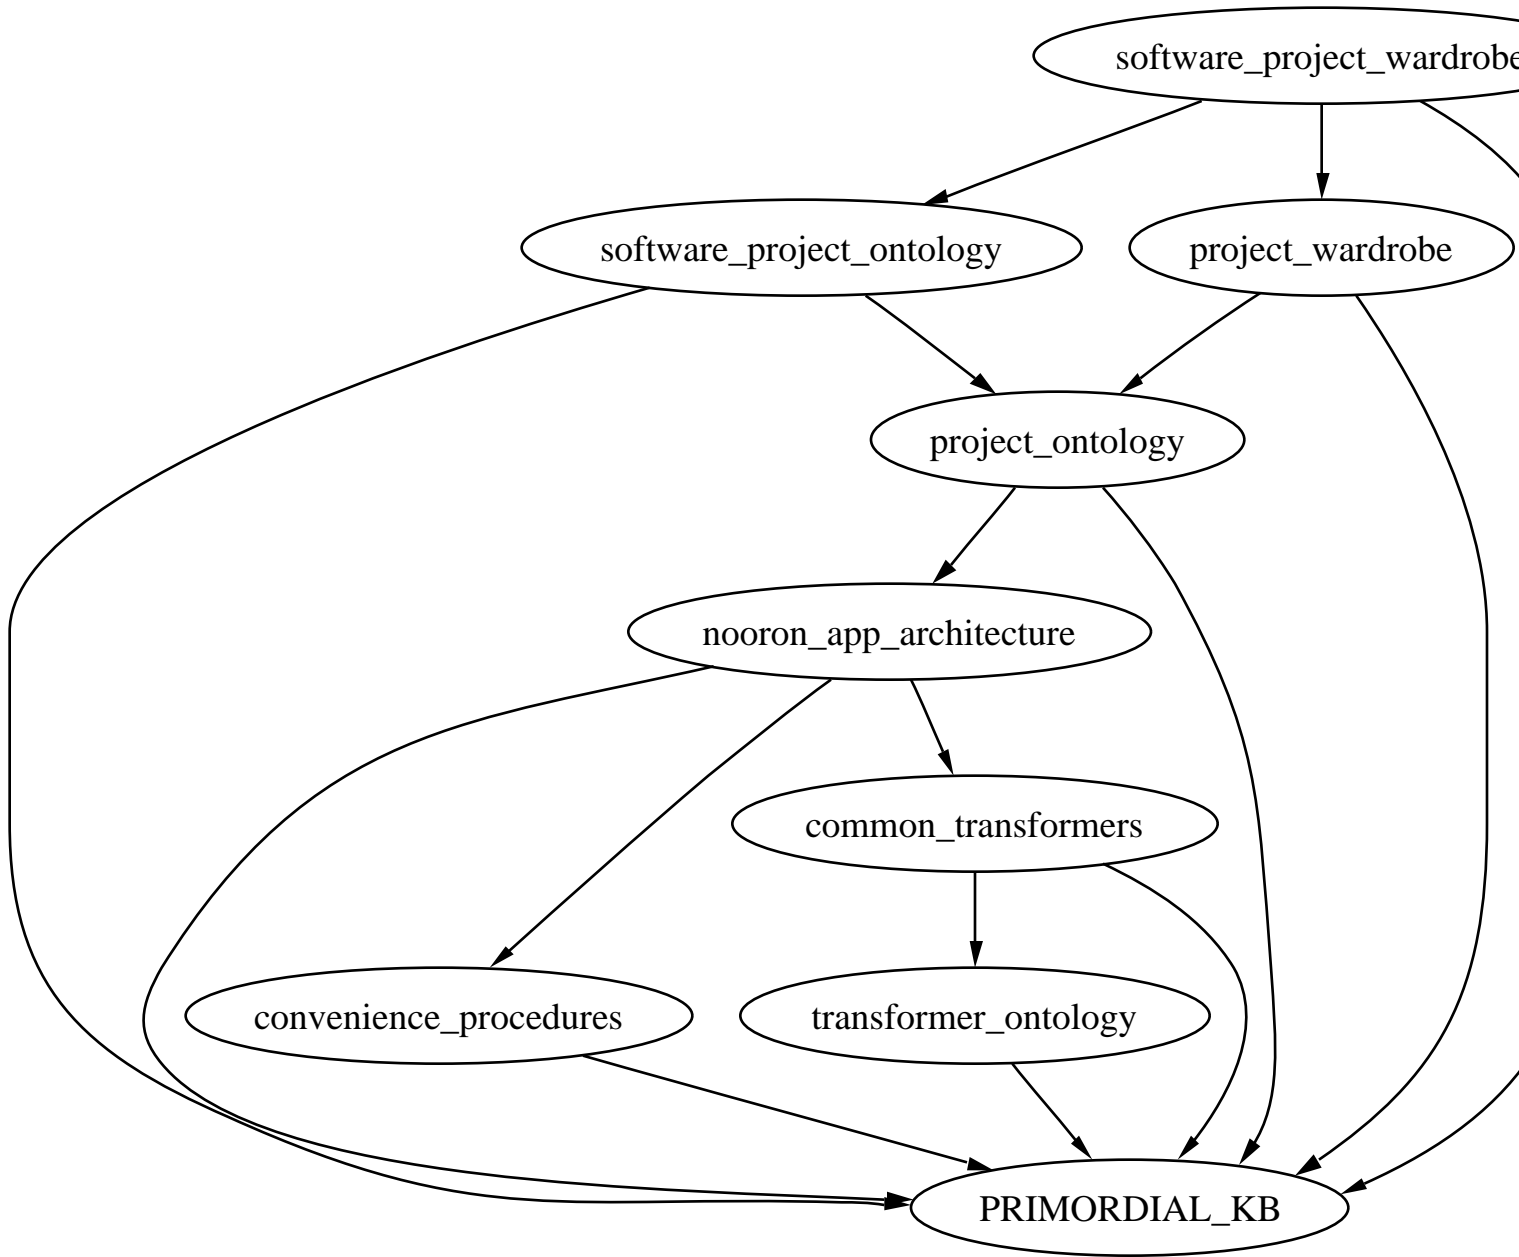 software_project_wardrobe
software_project_ontology
project_wardrobe
project_ontology
nooron_app_architecture
common_transformers
convenience_procedures
transformer_ontology
PRIMORDIAL_KB